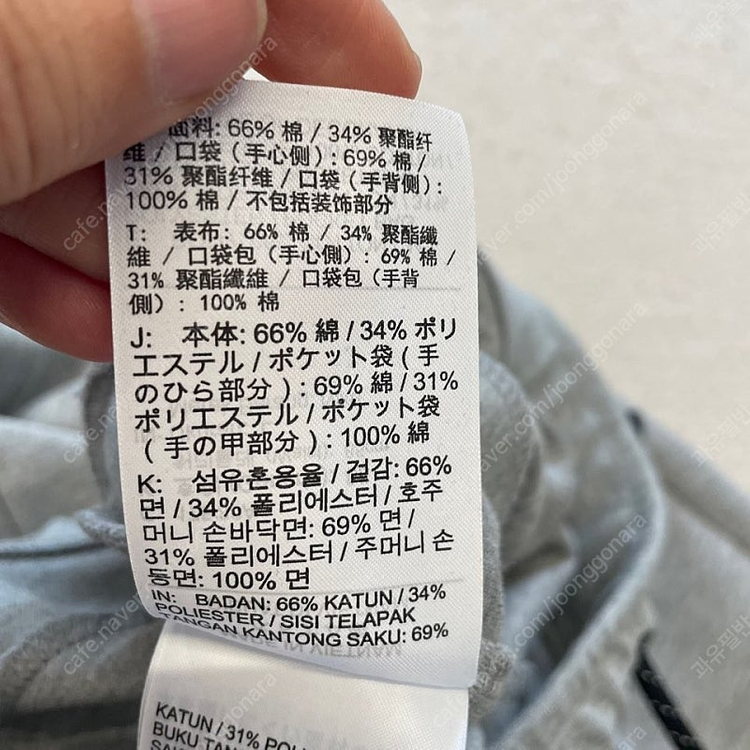 面料: 66% 棉 / 34% 聚酯纤
维 / 口袋（手心侧）: 69% 棉 /
31% 聚酯纤维 / 口袋（手背侧）:
100% 棉 / 不包括装饰部分
T: 表布: 66% 棉 / 34% 聚酯纖
維 / 口袋包（手心側）: 69% 棉 /
31% 聚酯纖維 / 口袋包（手背
側）: 100% 棉
J: 本体: 66% 綿 / 34% ポリ
エステル / ポケット袋 ( 手
のひら部分 ) : 69% 綿 / 31%
ポリエステル / ポケット袋
( 手の甲部分 ) : 100% 綿
K: 섬유혼용율 / 겉감: 66%
면 / 34% 폴리에스터 / 호주
머니 손바닥면: 69% 면 /
31% 폴리에스터 / 주머니 손
등면: 100% 면
IN: BADAN: 66% KATUN / 34%
POLIESTER / SISI TELAPAK
TANGAN KANTONG SAKU: 69%
KATUN / 31%
BUKU
cafe.naver.com/joonggonara